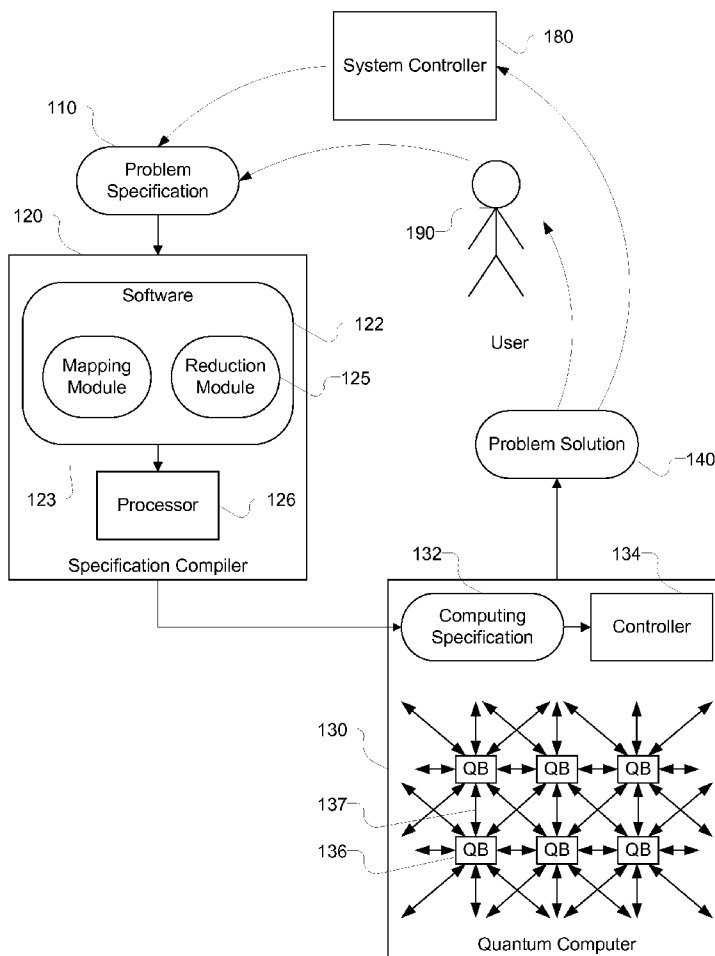 180
System Controller
110
Problem
Specification
120
190
Software
122
User
Mapping
Module
Reduction
Module
125
Problem Solution
140
123
Processor
126
Specification Compiler
132
134
Computing
Specification
Controller
130
QB QB QB
137
136
QB QB QB
Quantum Computer